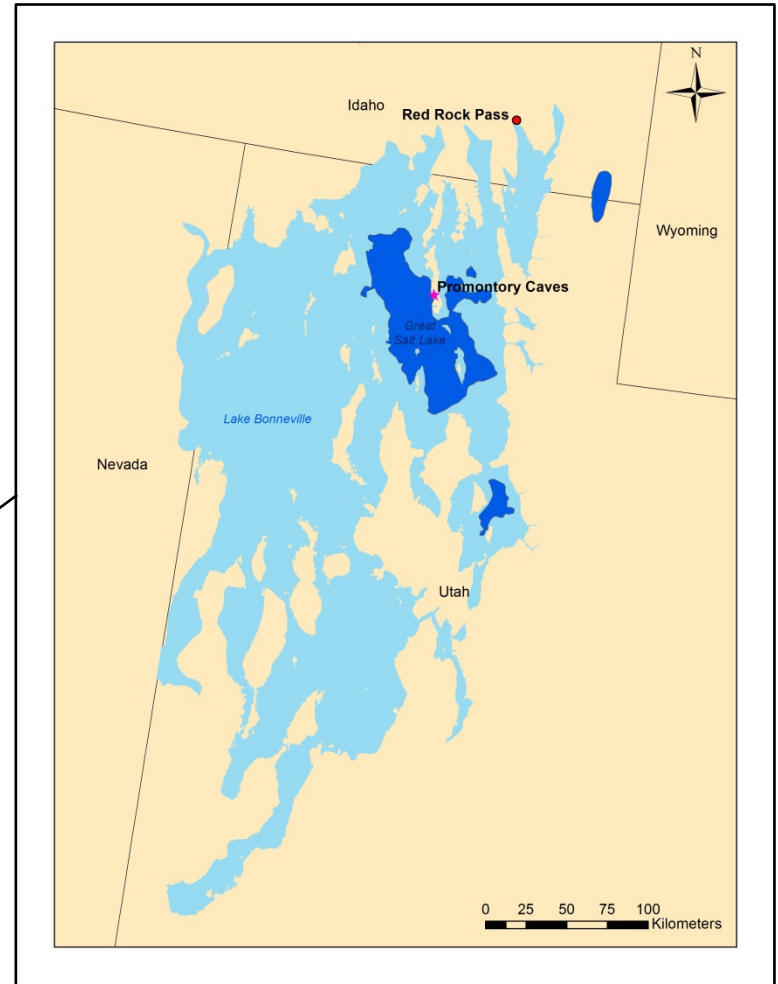 N
Idaho
Red Rock Pass
Wyoming
Promontory Caves
Great
Salt Lake
Lake Bonneville
Nevada
Utah
0 25 50 75 100
Kilometers